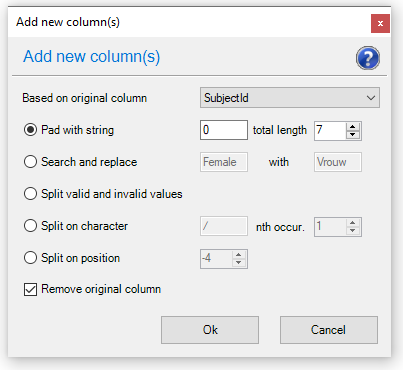 Add new column(s)
x
Add new column(s)
?
Based on original column SubjectId
Pad with string 0 total length 7
Search and replace Female with Vrouw
Split valid and invalid values
Split on character / nth occur. 1
Split on position -4
Remove original column
Ok Cancel